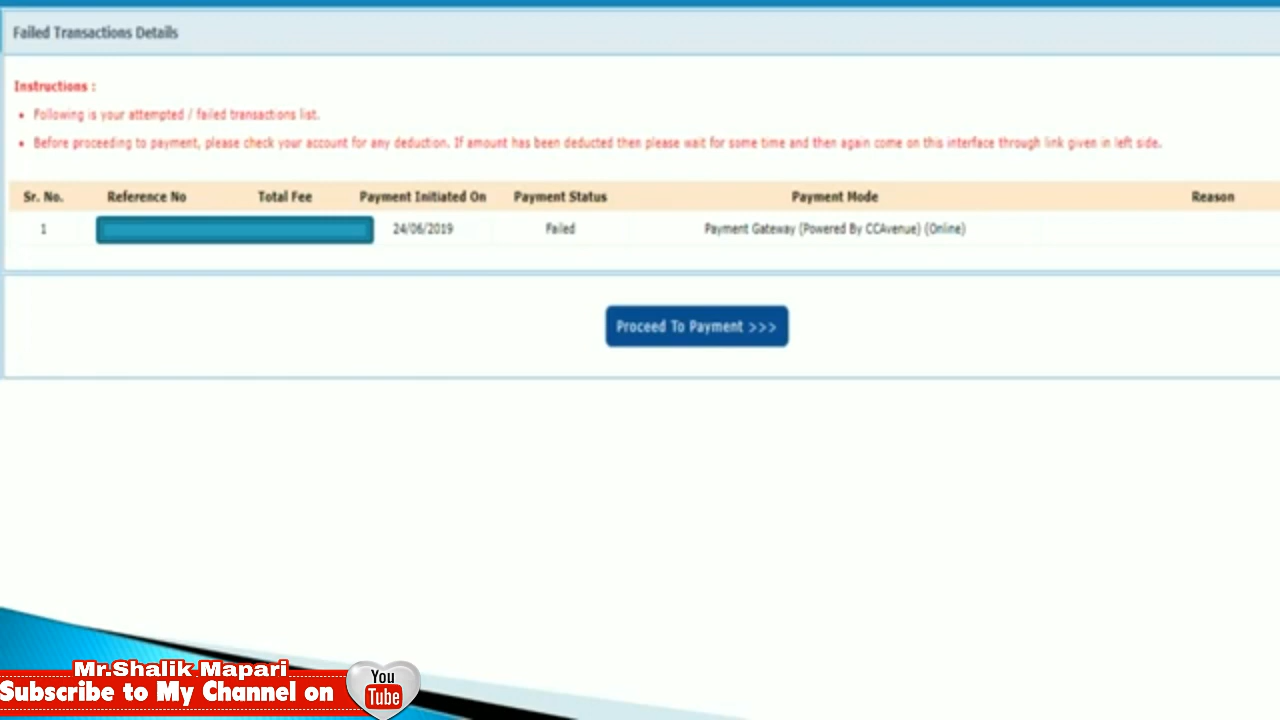 Failed Transactions Details
Instructions :
• Following is your attempted / failed transactions list.
• Before proceeding to payment, please check your account for any deduction. If amount has been deducted then please wait for some time and then again come on this interface through link given in left side.
Sr. No. Reference No Total Fee Payment Initiated On Payment Status Payment Mode Reason
1 24/06/2019 Failed Payment Gateway (Powered By CCAvenue) (Online)
Proceed To Payment >>>
Mr.Shalik Mapari
Subscribe to My Channel on
You
Tube